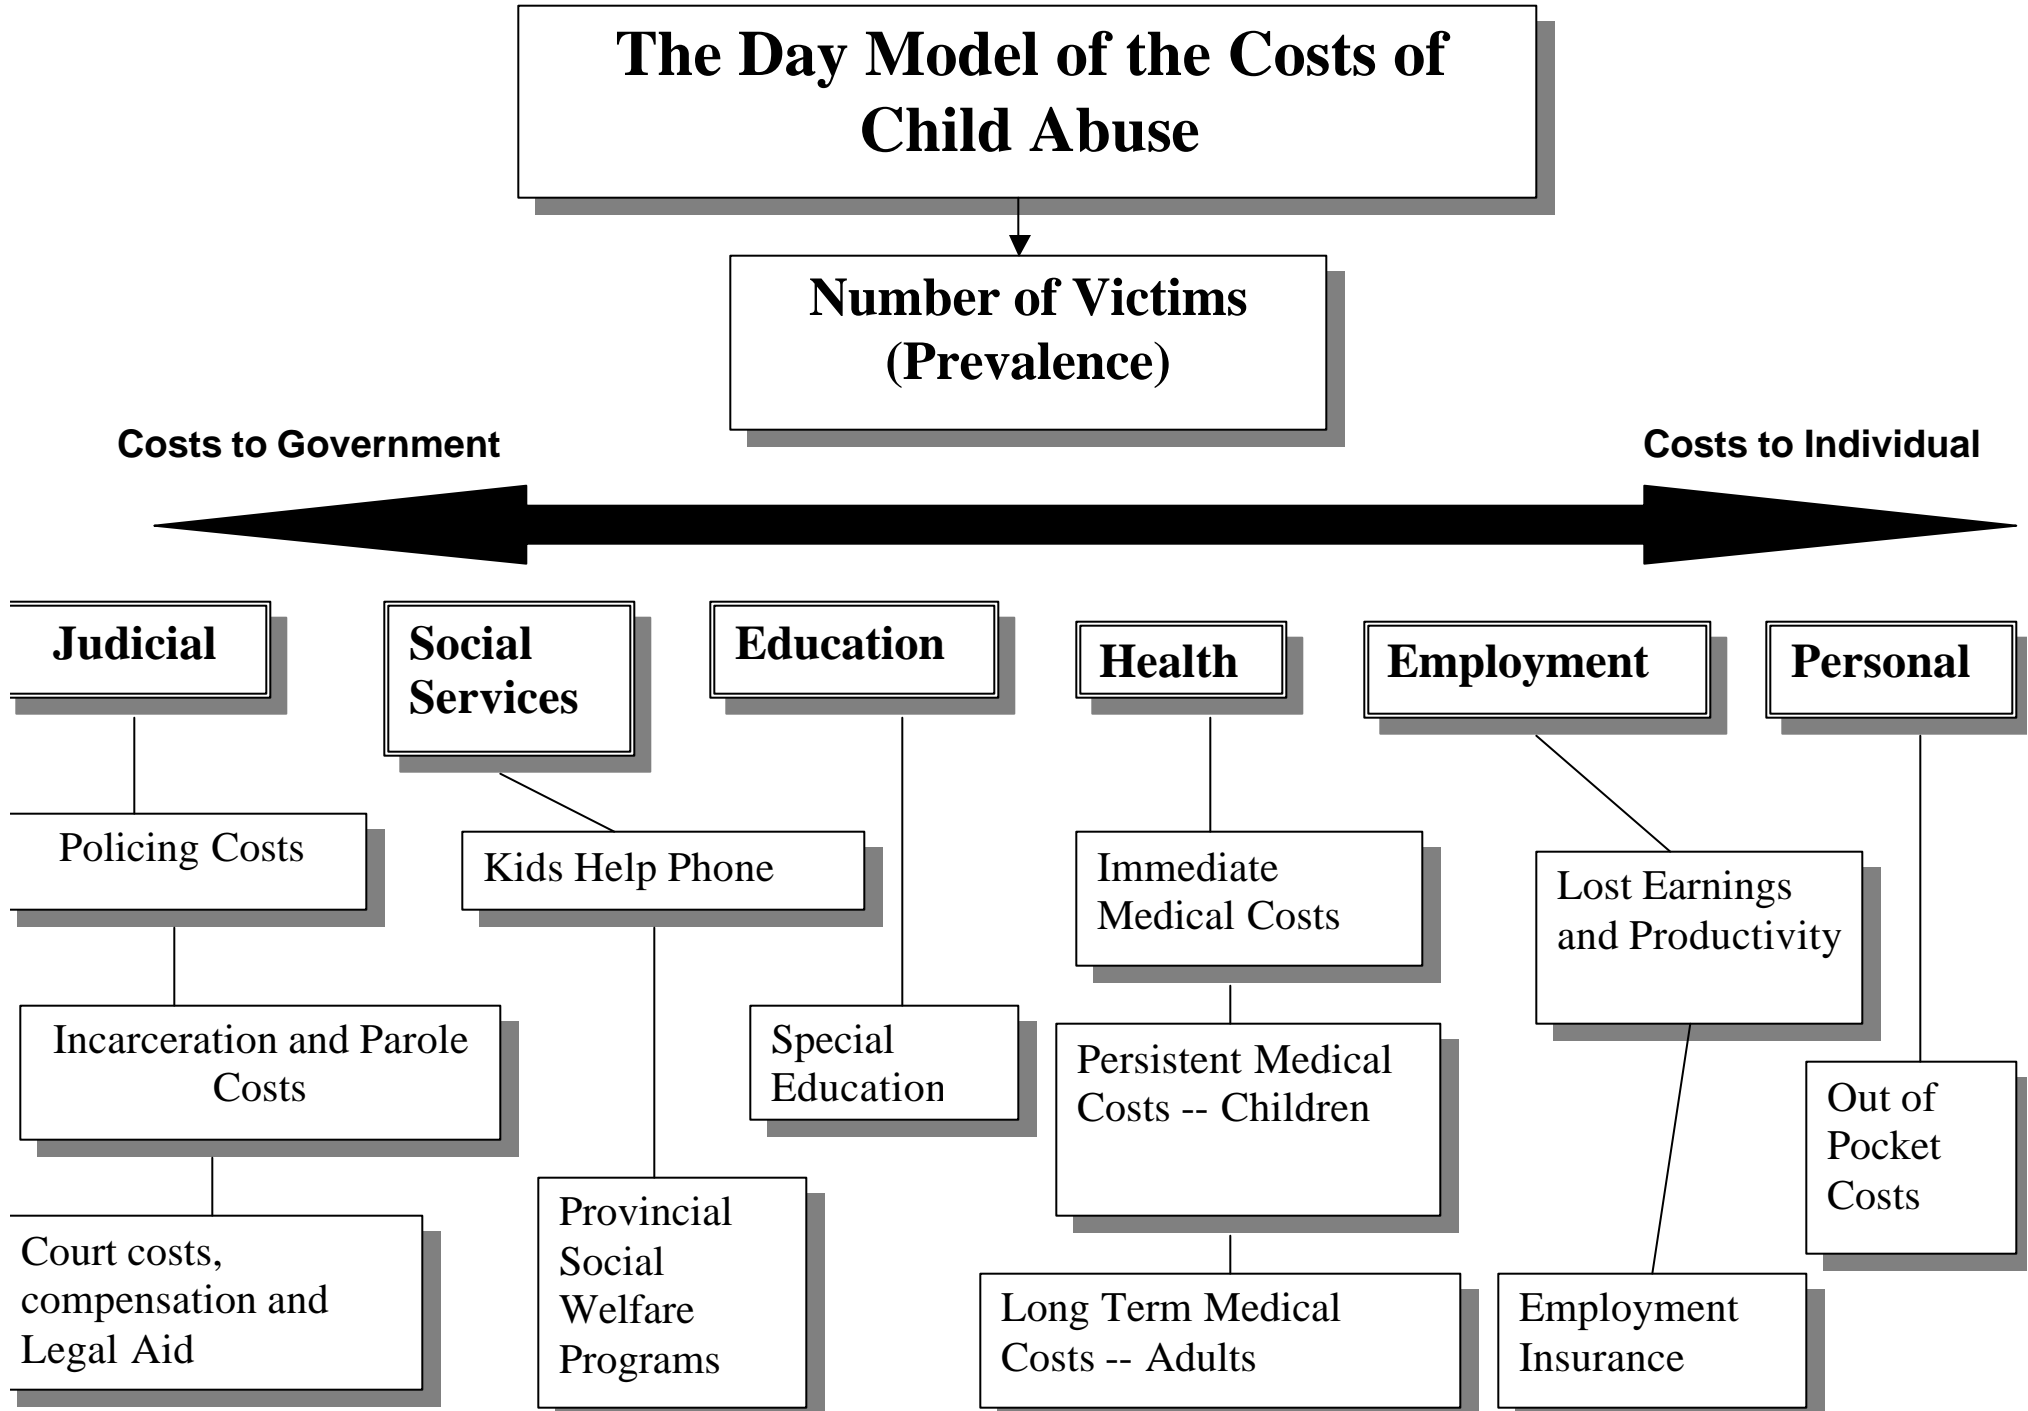 The Day Model of the Costs of
Child Abuse
Number of Victims
(Prevalence)
Costs to Government
Costs to Individual
Judicial
Social
Services
Education
Health
Employment
Personal
Policing Costs
Incarceration and Parole
Costs
Court costs,
compensation and
Legal Aid
Kids Help Phone
Provincial
Social
Welfare
Programs
Special
Education
Immediate
Medical Costs
Persistent Medical
Costs -- Children
Long Term Medical
Costs -- Adults
Lost Earnings
and Productivity
Employment
Insurance
Out of
Pocket
Costs